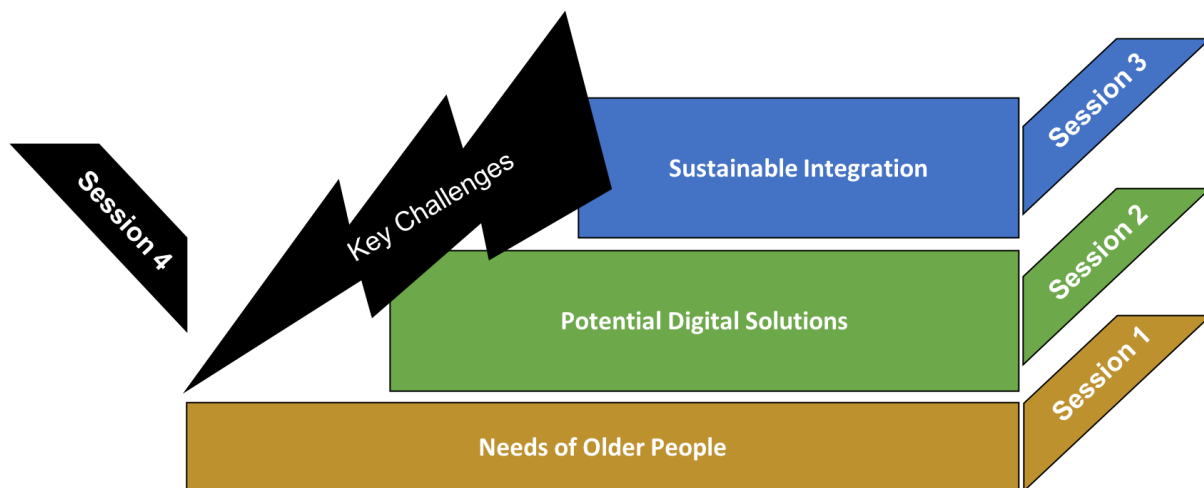 Session 3
Sustainable Integration
Session 4
Key Challenges
Session 2
Potential Digital Solutions
Session 1
Needs of Older People